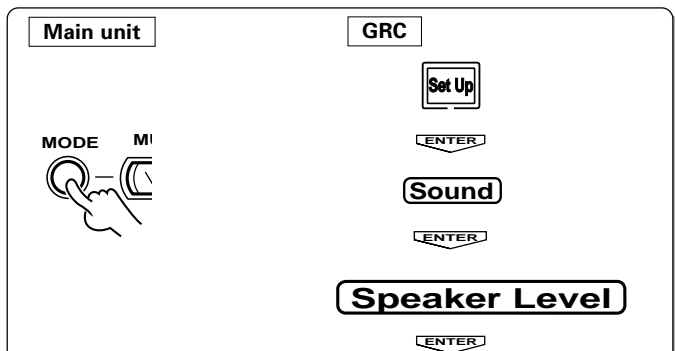 Main unit
GRC
Set Up
ENTER
MODE
Sound
ENTER
Speaker Level
ENTER